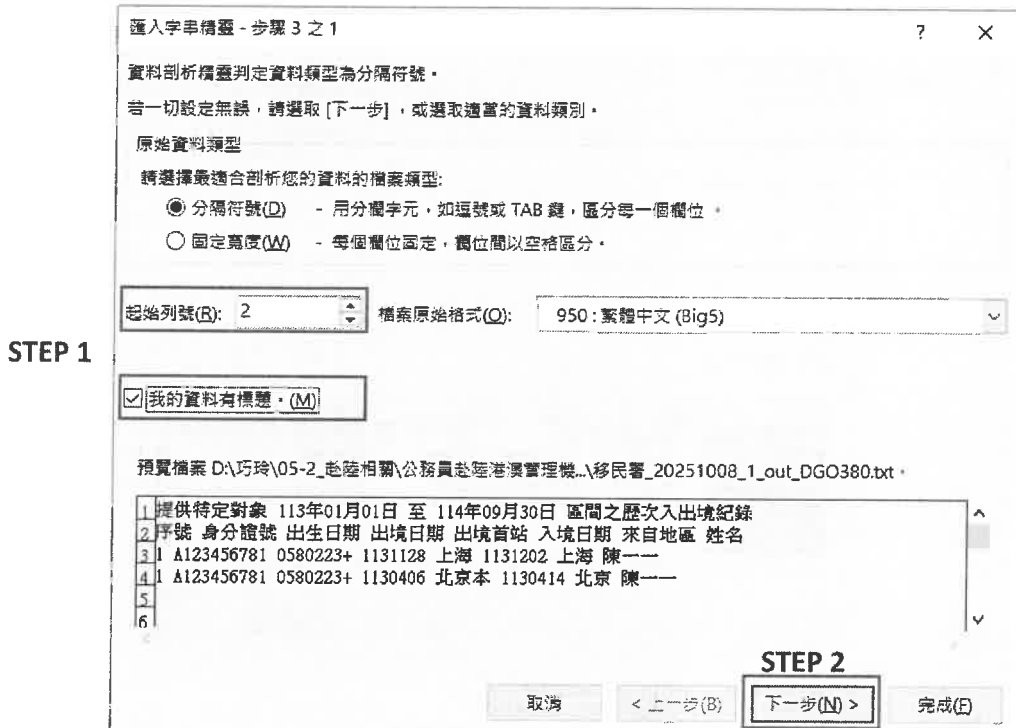 匯入字串精靈 - 步驟 3 之 1 ? ×
資料剖析精靈判定資料類型為分隔符號。
若一切設定無誤，請選取 [下一步]，或選取適當的資料類別。
原始資料類型
請選擇最適合剖析您的資料的檔案類型:
分隔符號(D) - 用分欄字元，如逗號或 TAB 鍵，區分每一個欄位。
固定寬度(W) - 每個欄位固定，欄位間以空格區分。
起始列號(R): 2 檔案原始格式(O): 950 : 繁體中文 (Big5)
STEP 1
我的資料有標題。(M)
預覽檔案 D:\巧玲\05-2_赴陸相關\公務員赴陸港澳管理機...\移民署_20251008_1_out_DGO380.txt。
1 提供特定對象 113年01月01日 至 114年09月30日 區間之歷次入出境紀錄
2 序號 身分證號 出生日期 出境日期 出境首站 入境日期 來自地區 姓名
3 1 A123456781 0580223+ 1131128 上海 1131202 上海 陳一一
4 1 A123456781 0580223+ 1130406 北京本 1130414 北京 陳一一
5
6
STEP 2
取消 < 上一步(B) 下一步(N) > 完成(F)